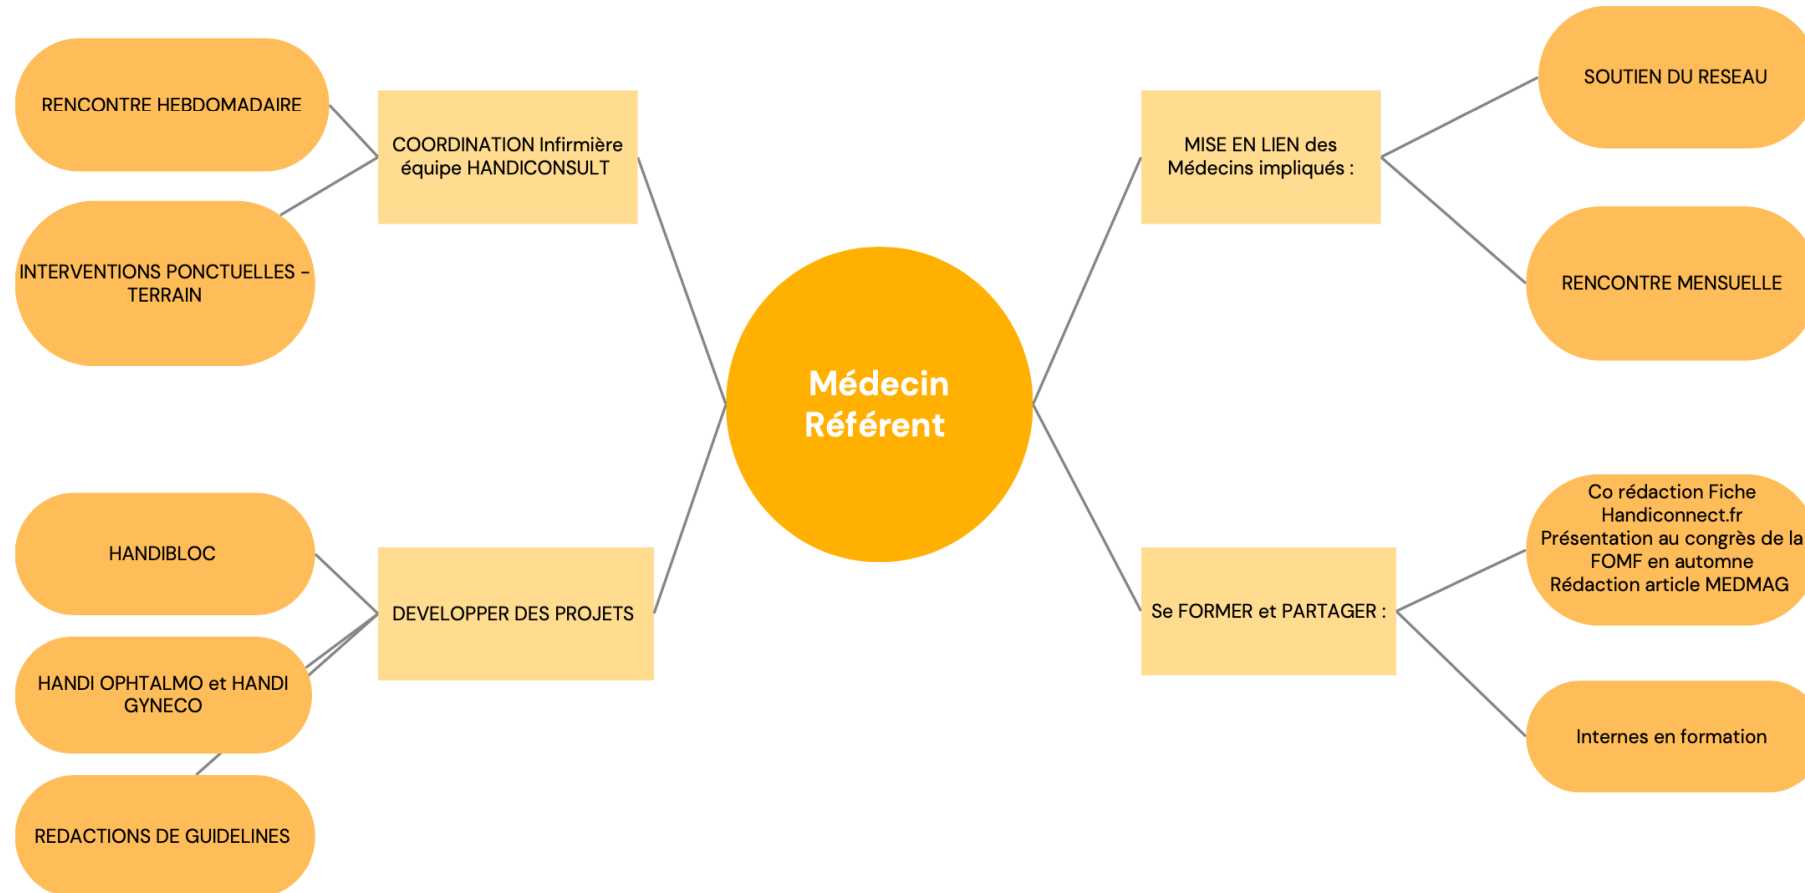 RENCONTRE HEBDOMADAIRE
INTERVENTIONS PONCTUELLES -
TERRAIN
COORDINATION Infirmière
équipe HANDICONSULT
HANDIBLOC
HANDI OPHTALMO et HANDI
GYNECO
REDACTIONS DE GUIDELINES
DEVELOPPER DES PROJETS
Médecin
Référent
MISE EN LIEN des
Médecins impliqués :
SOUTIEN DU RESEAU
RENCONTRE MENSUELLE
Se FORMER et PARTAGER :
Co rédaction Fiche
Handiconnect.fr
Présentation au congrès de la
FOMF en automne
Rédaction article MEDMAG
Internes en formation